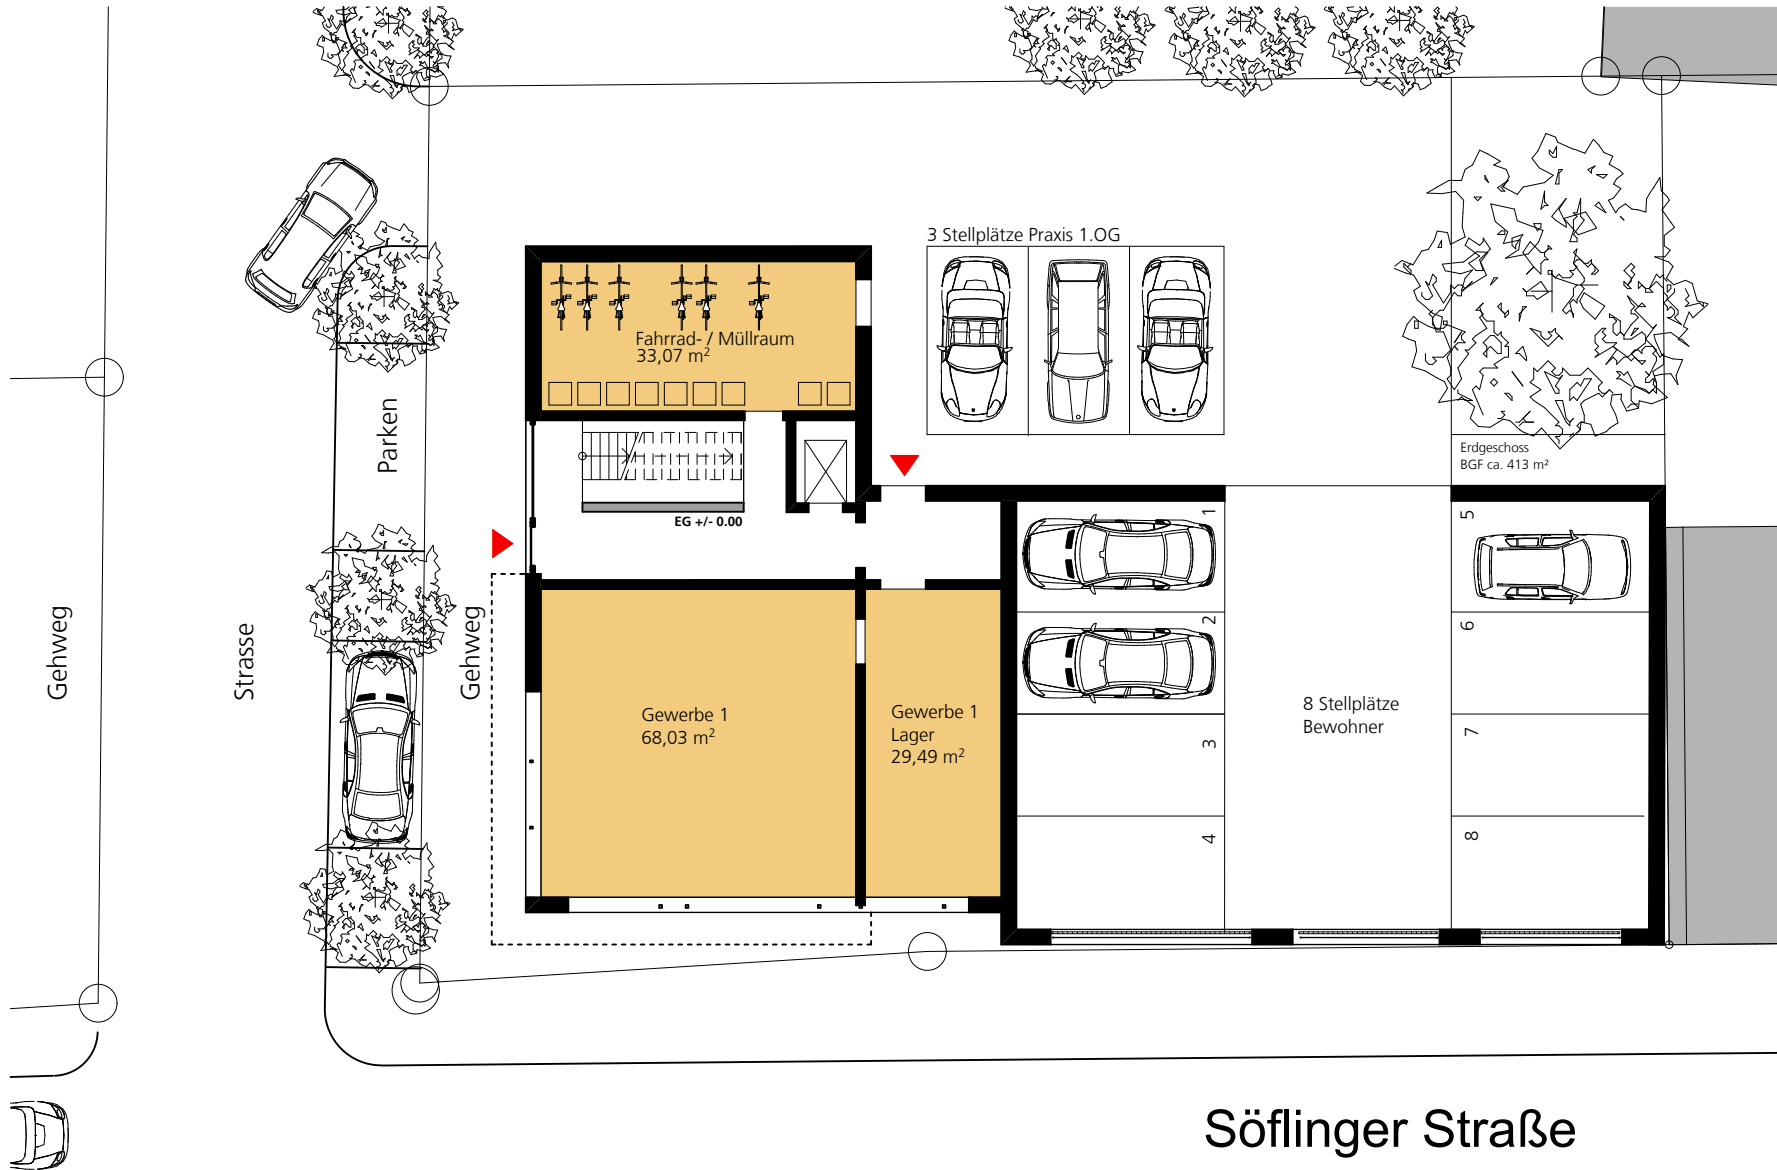 3 Stellplätze Praxis 1.OG
Fahrrad- / Müllraum
33,07 m²
Parken
Erdgeschoss
BGF ca. 413 m²
EG +/- 0.00
1
5
2
6
Gehweg
Strasse
Gehweg
Gewerbe 1
68,03 m²
Gewerbe 1
Lager
29,49 m²
8 Stellplätze
Bewohner
3
7
4
8
Söflinger Straße